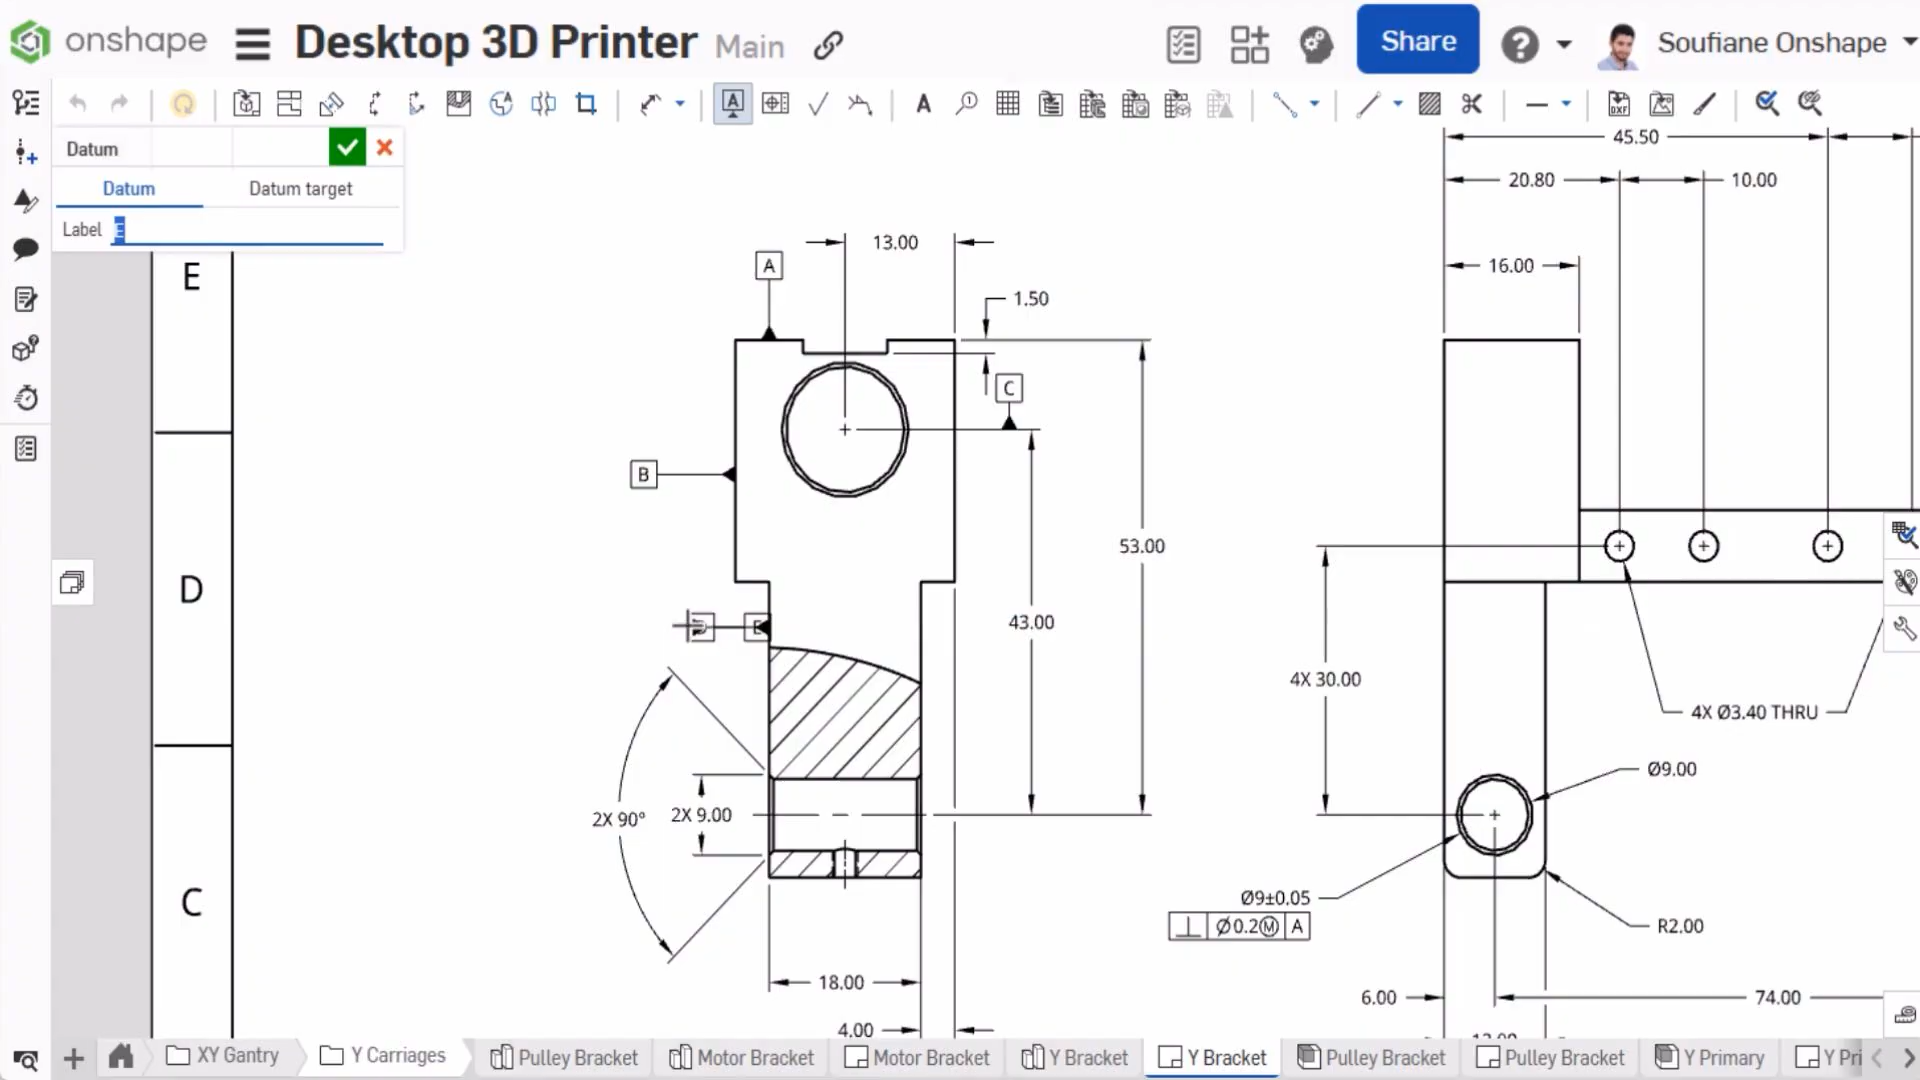 onshape Desktop 3D Printer Main Share Soufiane Onshape
Datum
Datum Datum target
Label E
E
D
C
A
B
C
D
E
13.00
1.50
53.00
43.00
2X 90°
2X 9.00
18.00
4.00
45.50
20.80
10.00
16.00
4X 30.00
4X Ø3.40 THRU
Ø9.00
Ø9±0.05
⊥ Ø0.2Ⓜ A
R2.00
6.00
74.00
XY Gantry Y Carriages Pulley Bracket Motor Bracket Motor Bracket Y Bracket Y Bracket Pulley Bracket Pulley Bracket Y Primary Y Pri